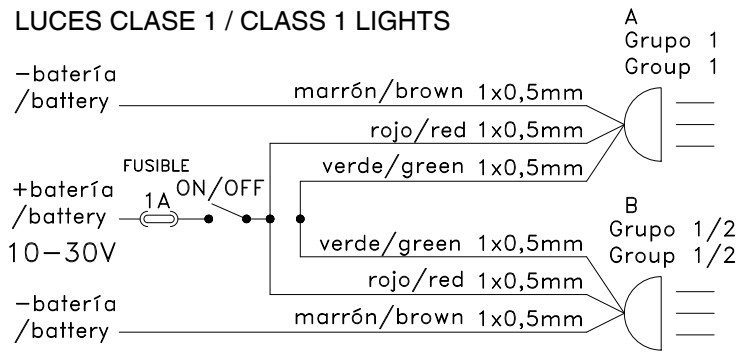 LUCES CLASE 1 / CLASS 1 LIGHTS
A
Grupo 1
Group 1
−batería
/battery
marrón/brown 1x0,5mm
rojo/red 1x0,5mm
verde/green 1x0,5mm
FUSIBLE
1A
ON/OFF
+batería
/battery
10−30V
B
Grupo 1/2
Group 1/2
verde/green 1x0,5mm
rojo/red 1x0,5mm
marrón/brown 1x0,5mm
−batería
/battery